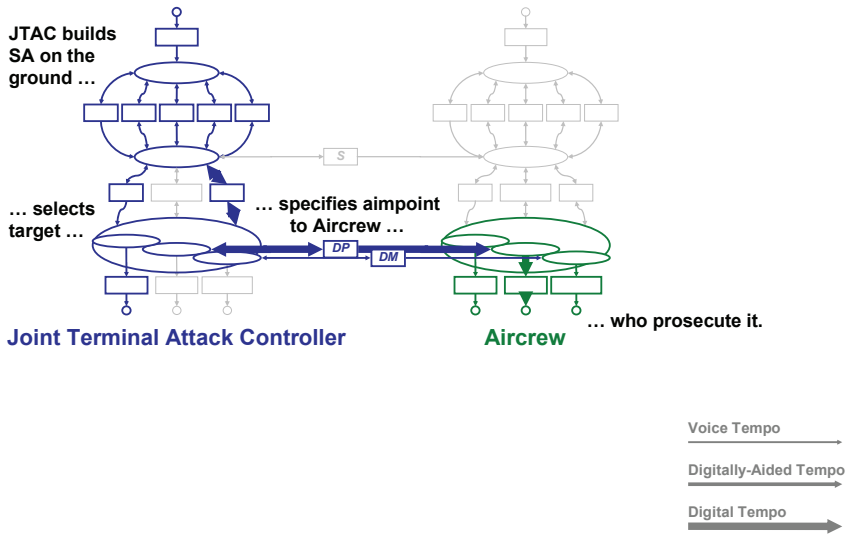 JTAC builds
SA on the
ground …
S
… selects
target …
… specifies aimpoint
to Aircrew …
DP
DM
… who prosecute it.
Joint Terminal Attack Controller
Aircrew
Voice Tempo
Digitally-Aided Tempo
Digital Tempo